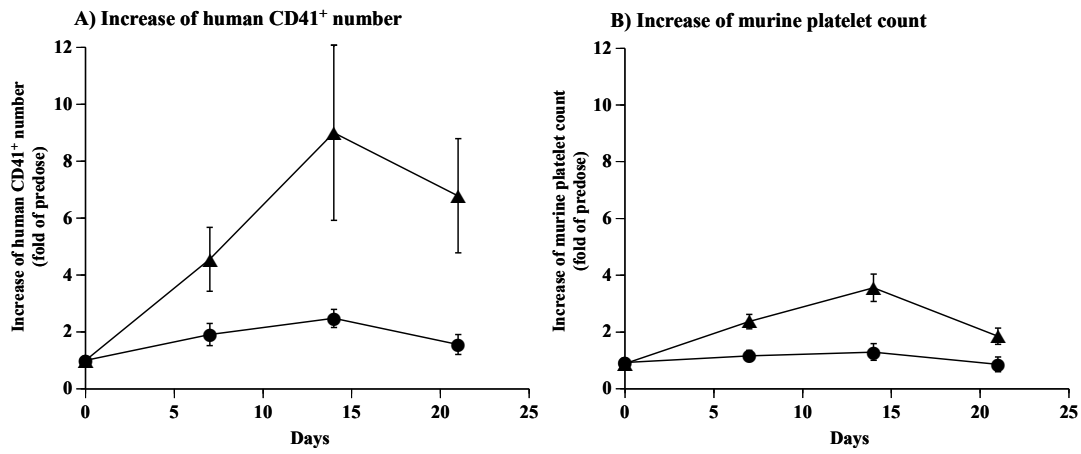 A) Increase of human CD41⁺ number
Increase of human CD41⁺ number
(fold of predose)
12
10
8
6
4
2
0
0 5 10 15 20 25
Days
B) Increase of murine platelet count
Increase of murine platelet count
(fold of predose)
12
10
8
6
4
2
0
0 5 10 15 20 25
Days